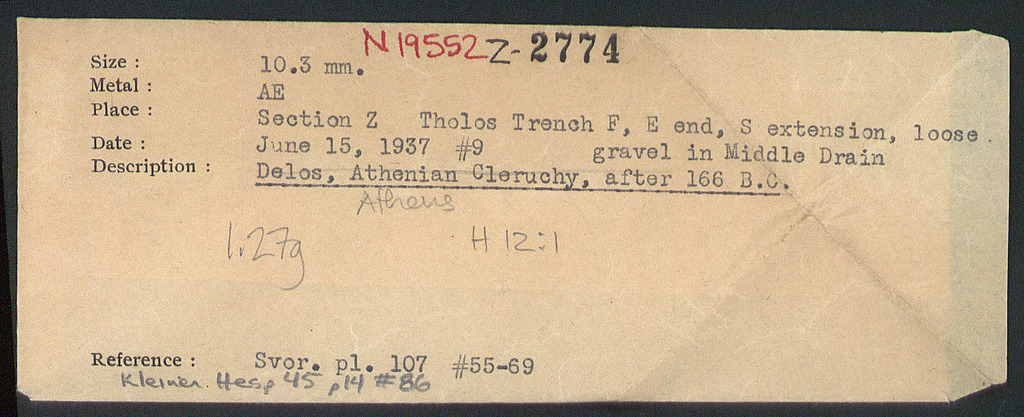 N19552 Z-2774
Size : 10.3 mm.
Metal : AE
Place : Section Z Tholos Trench F, E end, S extension, loose
Date : June 15, 1937 #9 gravel in Middle Drain
Description : Delos, Athenian Cleruchy, after 166 B.C.
Athens
1.27g H 12:1
Reference : Svor. pl. 107 #55-69
Kleiner. Hesp 45, p14 #86